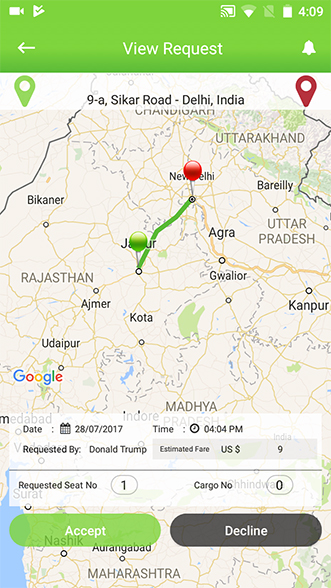 4:09
View Request
9-a, Sikar Road - Delhi, India
CHANDIGARH
UTTARAKHAND
New Delhi
Bareilly
Bikaner
UTTAR
PRADESH
Jaipur
Agra
RAJASTHAN
Gwalior
Ajmer
Kanpur
Kota
Udaipur
Google
MADHYA
PRADESH
Indore
Date : 28/07/2017 Time : 04:04 PM
India
Requested By: Donald Trump Estimated Fare US $ 9
Requested Seat No 1 Cargo No 0
Surat
Accept Decline
Nashik
Aurangabad
MAHARASHTRA